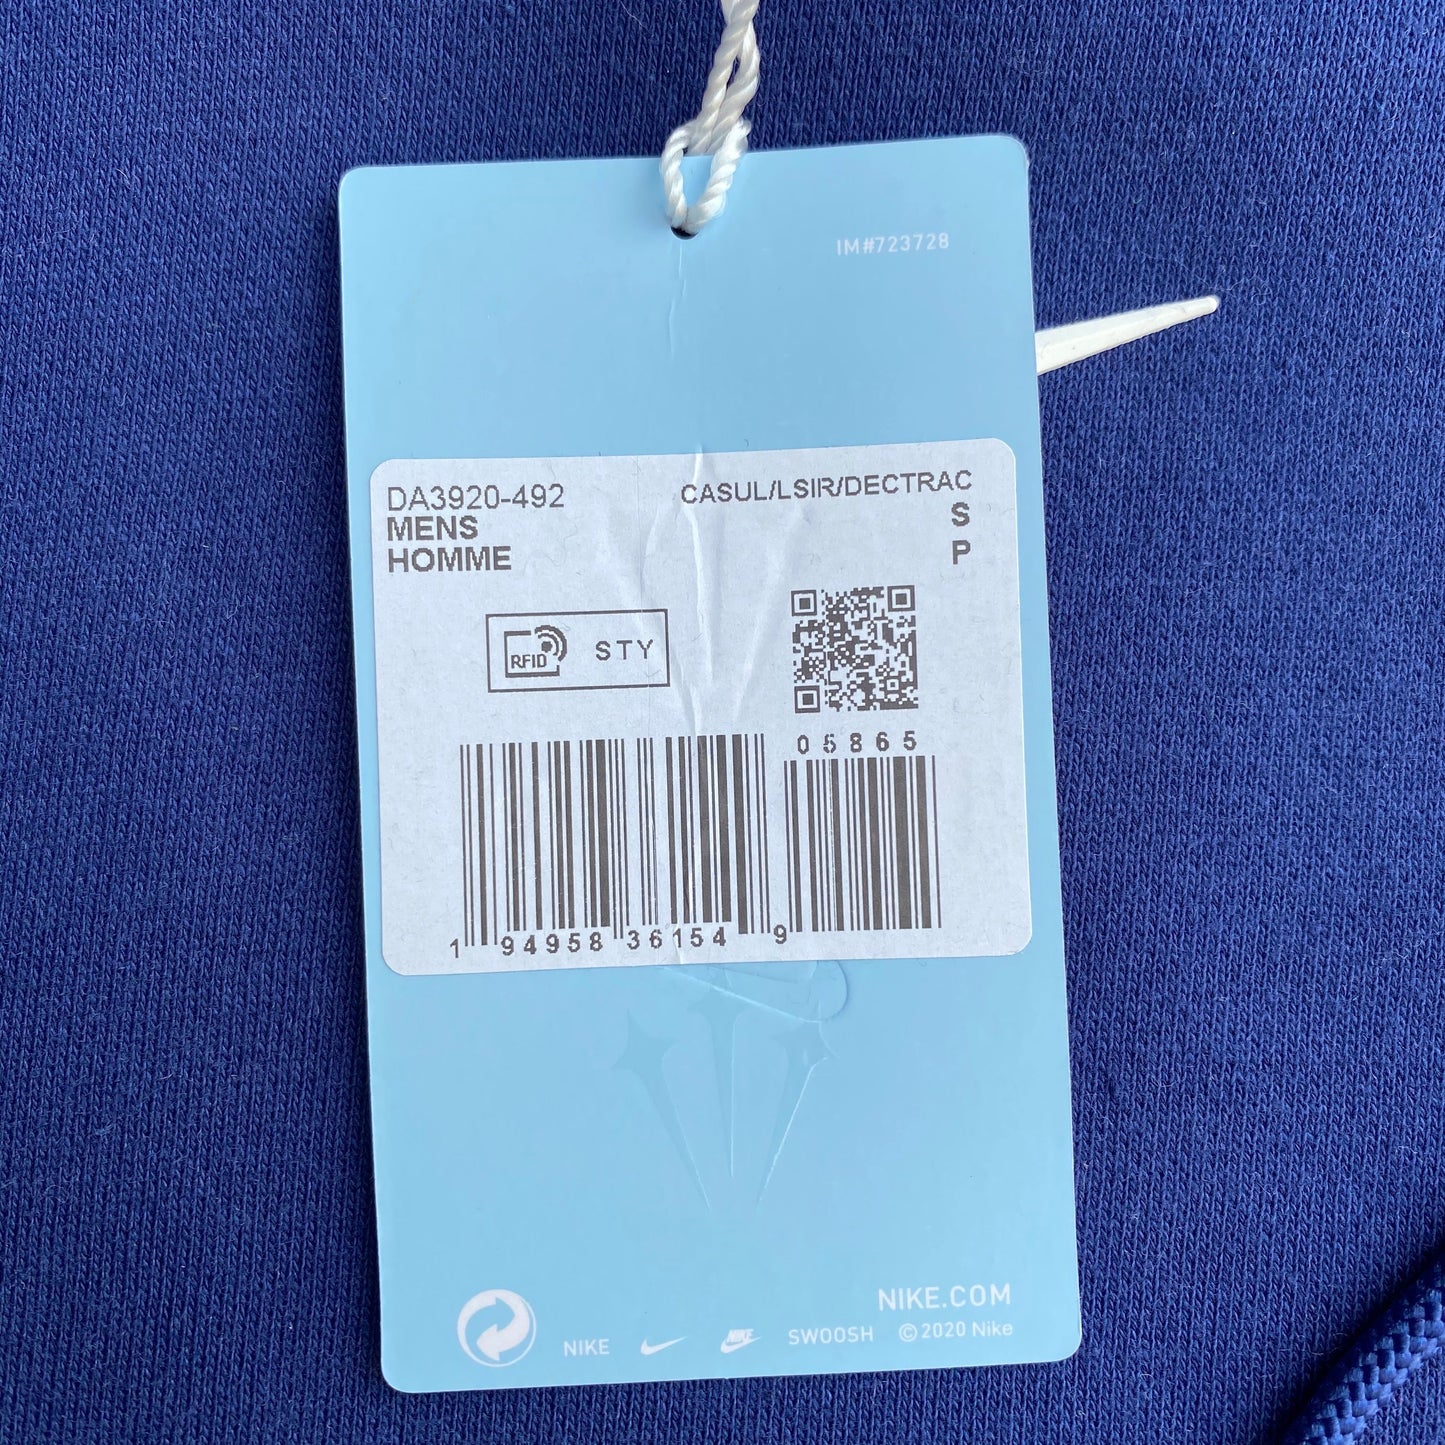 IM#723728
DA3920-492
CASUL/LSIR/DECTRAC
MENS
S
HOMME
P
RFID
STY
05865
1 94958 36154 9
NIKE.COM
NIKE
NIKE
SWOOSH
©2020 Nike